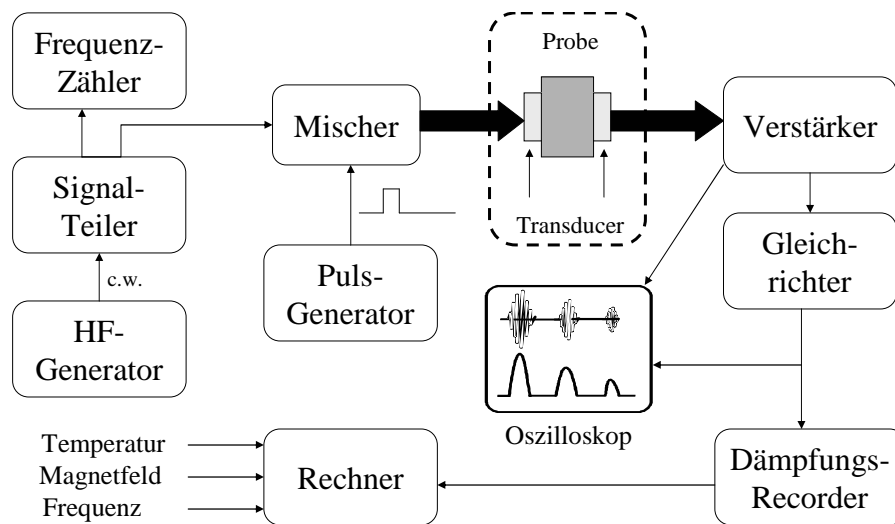 Frequenz-
Zähler
Probe
Mischer
Verstärker
Signal-
Teiler
Transducer
c.w.
Puls-
Generator
Gleich-
richter
HF-
Generator
Oszilloskop
Temperatur
Magnetfeld
Frequenz
Rechner
Dämpfungs-
Recorder